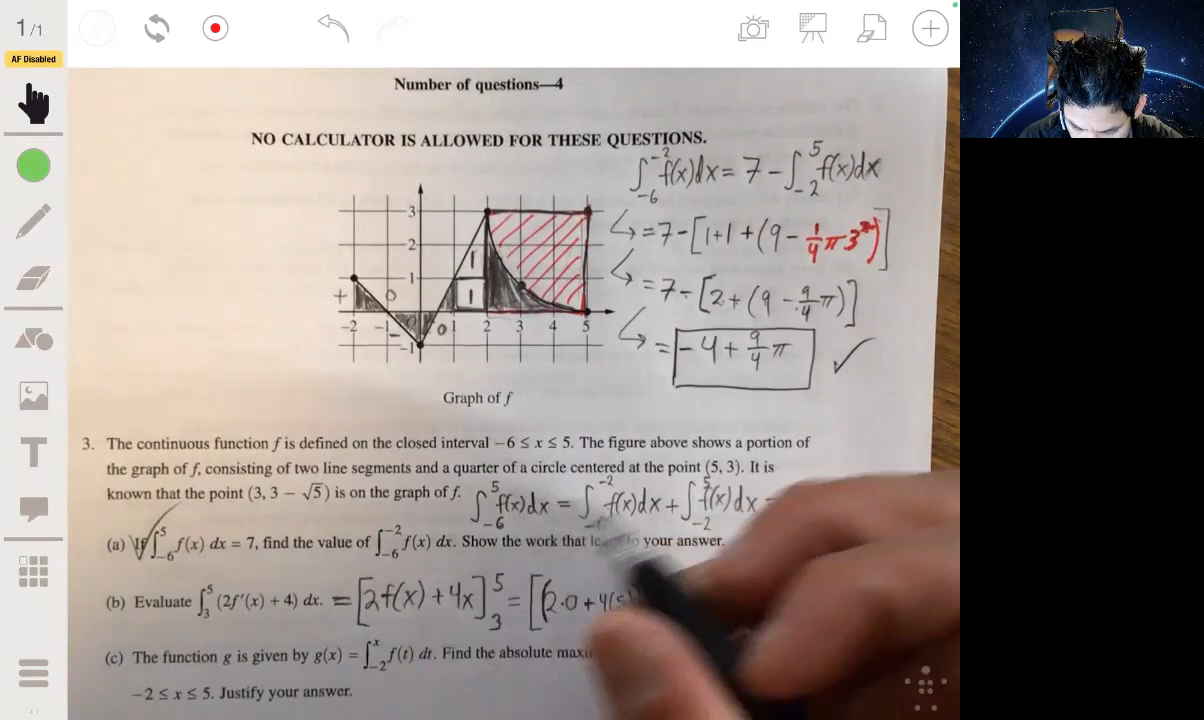 1/1
AF Disabled
Number of questions—4
NO CALCULATOR IS ALLOWED FOR THESE QUESTIONS.
∫_{-6}^{-2} f(x)dx = 7 - ∫_{-2}^{5} f(x)dx
= 7 - [1+1+(9 - 1/4 π3²)]
= 7 - [2+(9 - 9/4 π)]
= -4 + 9/4 π ✓
3
2
1
-1
-2 -1 0 1 2 3 4 5
+ 0 - 0 1 1
Graph of f
3. The continuous function f is defined on the closed interval −6 ≤ x ≤ 5. The figure above shows a portion of
the graph of f, consisting of two line segments and a quarter of a circle centered at the point (5, 3). It is
known that the point (3, 3 − √5) is on the graph of f.
∫_{-6}^{5} f(x)dx = ∫^{-2} f(x)dx + ∫_{-2}^{5} f(x)dx
(a) If ∫_{-6}^{5} f(x) dx = 7, find the value of ∫_{-6}^{-2} f(x) dx. Show the work that to your answer.
(b) Evaluate ∫_{3}^{5} (2f′(x) + 4) dx. = [2f(x) + 4x]_{3}^{5} = [(2·0 + 4(5)
(c) The function g is given by g(x) = ∫_{-2}^{x} f(t) dt. Find the absolute
−2 ≤ x ≤ 5. Justify your answer.
T